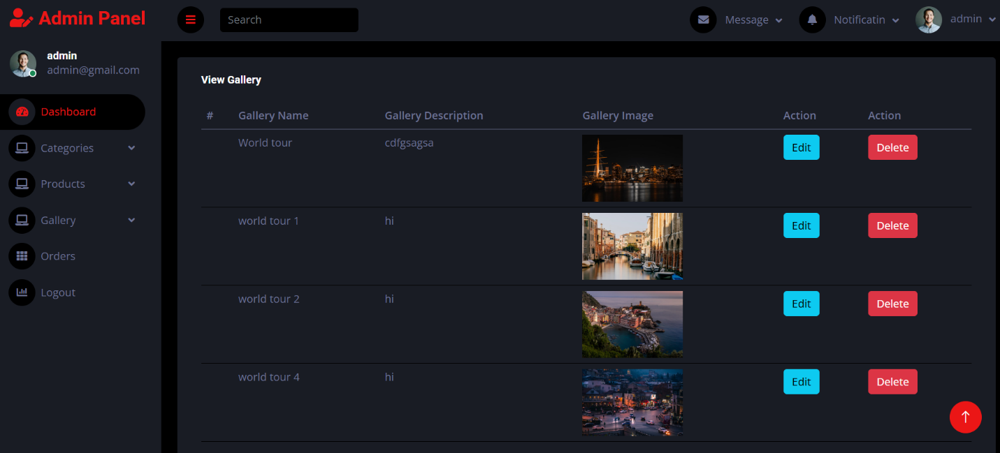 Admin Panel
Search
Message
Notificatin
admin
admin
admin@gmail.com
Dashboard
Categories
Products
Gallery
Orders
Logout
View Gallery
# Gallery Name Gallery Description Gallery Image Action Action
World tour cdfgsagsa Edit Delete
world tour 1 hi Edit Delete
world tour 2 hi Edit Delete
world tour 4 hi Edit Delete